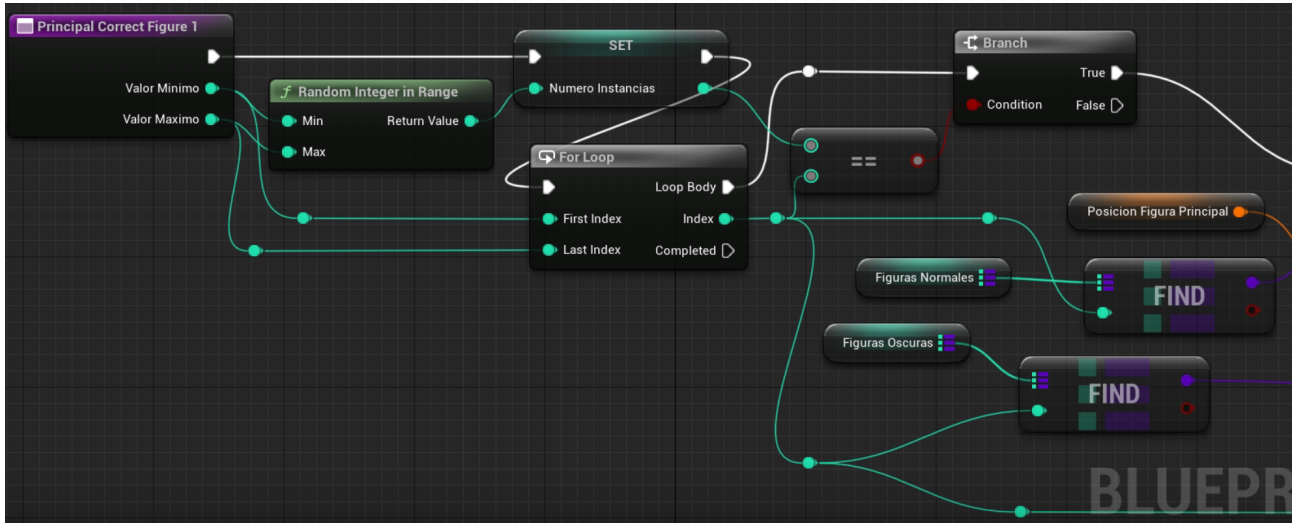 Principal Correct Figure 1
Valor Minimo
Valor Maximo
f Random Integer in Range
Min
Return Value
Max
SET
Numero Instancias
For Loop
Loop Body
First Index
Index
Last Index
Completed
Branch
True
Condition
False
==
Posicion Figura Principal
Figuras Normales
FIND
Figuras Oscuras
FIND
BLUEPR